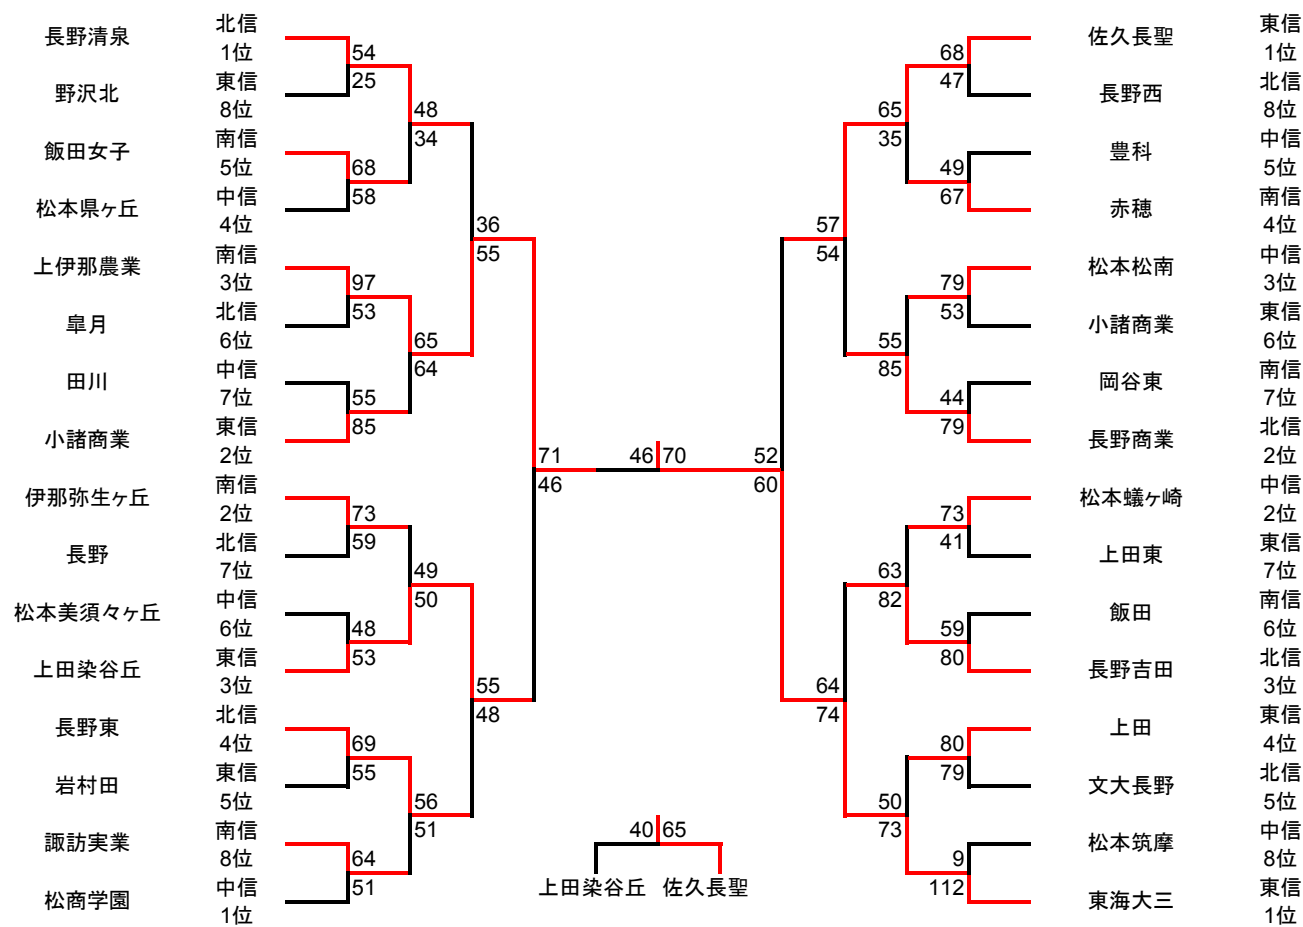 長野清泉
北信
1位
野沢北
東信
8位
飯田女子
南信
5位
松本県ヶ丘
中信
4位
上伊那農業
南信
3位
皐月
北信
6位
田川
中信
7位
小諸商業
東信
2位
伊那弥生ヶ丘
南信
2位
長野
北信
7位
松本美須々ヶ丘
中信
6位
上田染谷丘
東信
3位
長野東
北信
4位
岩村田
東信
5位
諏訪実業
南信
8位
松商学園
中信
1位
54
25
68
58
97
53
55
85
73
59
48
53
69
55
64
51
48
34
65
64
49
50
56
51
36
55
55
48
71
46
46 70
52
60
57
54
64
74
65
35
55
85
63
82
50
73
68
47
49
67
79
53
44
79
73
41
59
80
80
79
9
112
佐久長聖
東信
1位
長野西
北信
8位
豊科
中信
5位
赤穂
南信
4位
松本松南
中信
3位
小諸商業
東信
6位
岡谷東
南信
7位
長野商業
北信
2位
松本蟻ヶ崎
中信
2位
上田東
東信
7位
飯田
南信
6位
長野吉田
北信
3位
上田
東信
4位
文大長野
北信
5位
松本筑摩
中信
8位
東海大三
東信
1位
40 65
上田染谷丘 佐久長聖